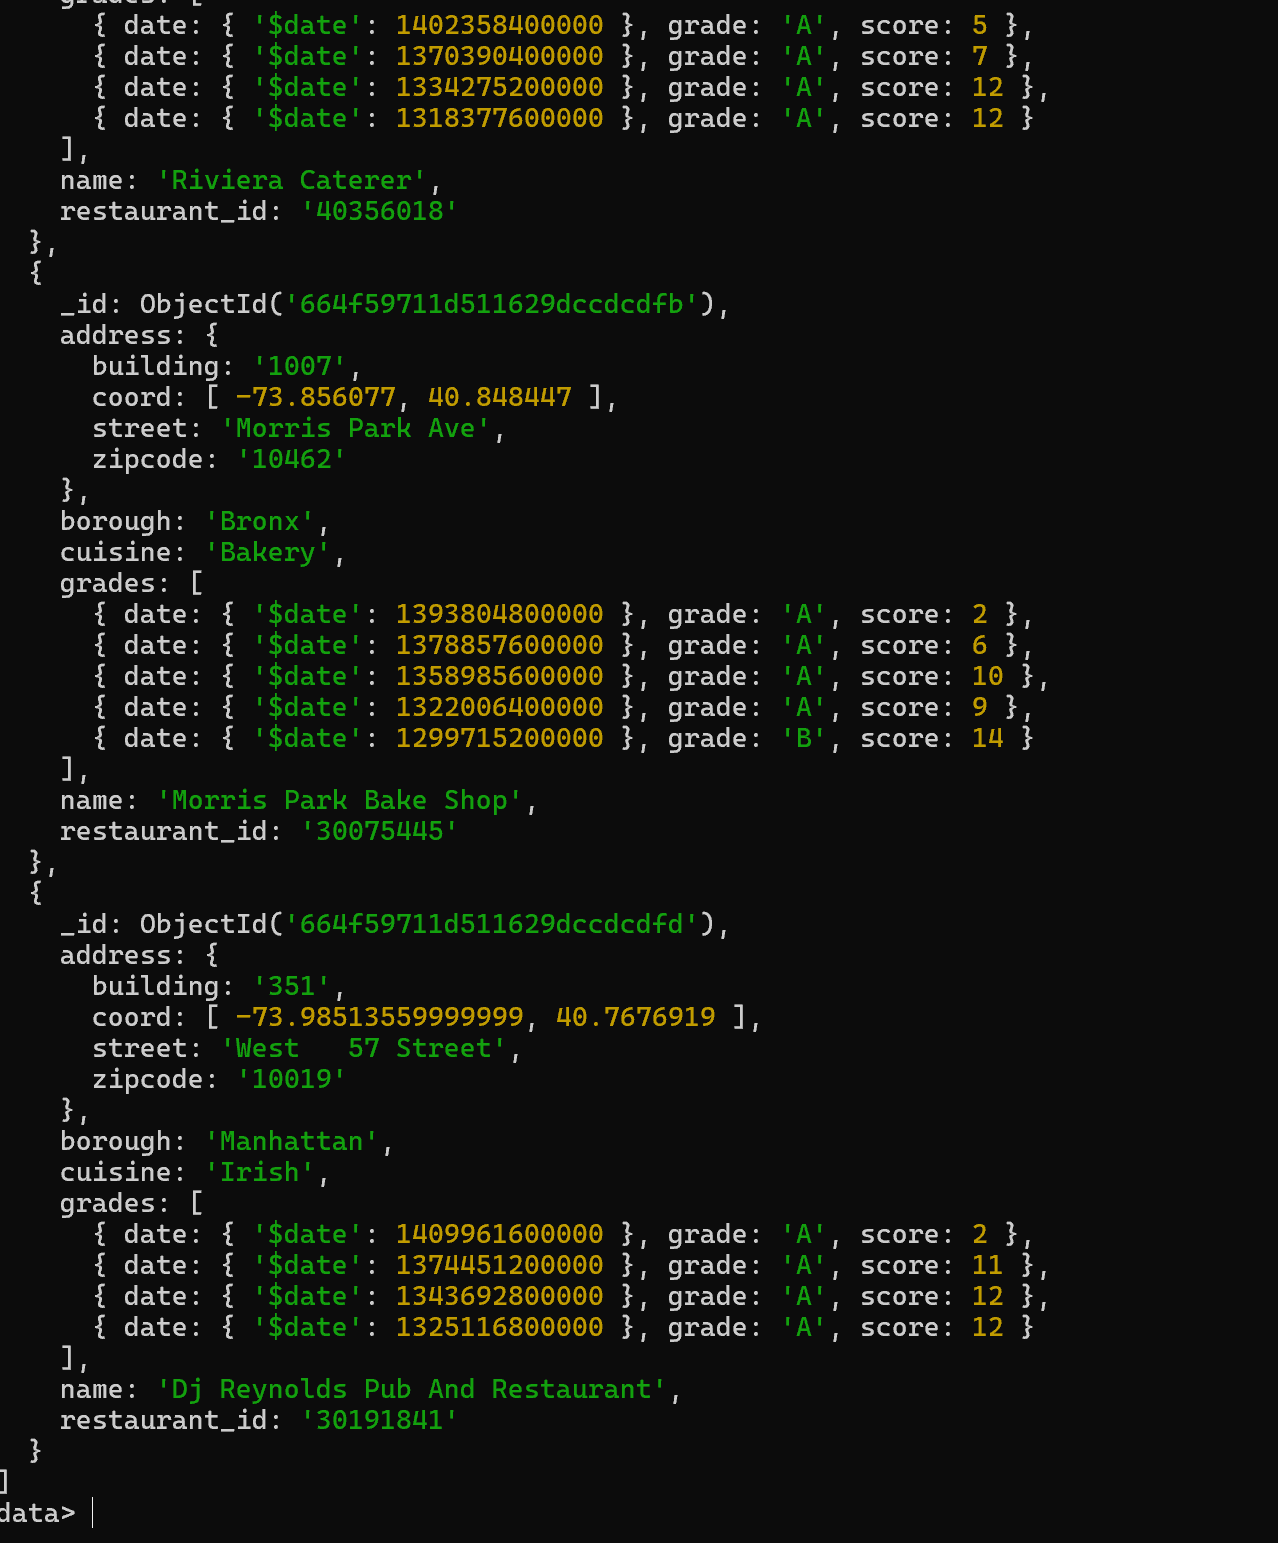 grades: [
      { date: { '$date': 1402358400000 }, grade: 'A', score: 5 },
      { date: { '$date': 1370390400000 }, grade: 'A', score: 7 },
      { date: { '$date': 1334275200000 }, grade: 'A', score: 12 },
      { date: { '$date': 1318377600000 }, grade: 'A', score: 12 }
    ],
    name: 'Riviera Caterer',
    restaurant_id: '40356018'
  },
  {
    _id: ObjectId('664f59711d511629dccdcdfb'),
    address: {
      building: '1007',
      coord: [ -73.856077, 40.848447 ],
      street: 'Morris Park Ave',
      zipcode: '10462'
    },
    borough: 'Bronx',
    cuisine: 'Bakery',
    grades: [
      { date: { '$date': 1393804800000 }, grade: 'A', score: 2 },
      { date: { '$date': 1378857600000 }, grade: 'A', score: 6 },
      { date: { '$date': 1358985600000 }, grade: 'A', score: 10 },
      { date: { '$date': 1322006400000 }, grade: 'A', score: 9 },
      { date: { '$date': 1299715200000 }, grade: 'B', score: 14 }
    ],
    name: 'Morris Park Bake Shop',
    restaurant_id: '30075445'
  },
  {
    _id: ObjectId('664f59711d511629dccdcdfd'),
    address: {
      building: '351',
      coord: [ -73.98513559999999, 40.7676919 ],
      street: 'West   57 Street',
      zipcode: '10019'
    },
    borough: 'Manhattan',
    cuisine: 'Irish',
    grades: [
      { date: { '$date': 1409961600000 }, grade: 'A', score: 2 },
      { date: { '$date': 1374451200000 }, grade: 'A', score: 11 },
      { date: { '$date': 1343692800000 }, grade: 'A', score: 12 },
      { date: { '$date': 1325116800000 }, grade: 'A', score: 12 }
    ],
    name: 'Dj Reynolds Pub And Restaurant',
    restaurant_id: '30191841'
  }
]
data>